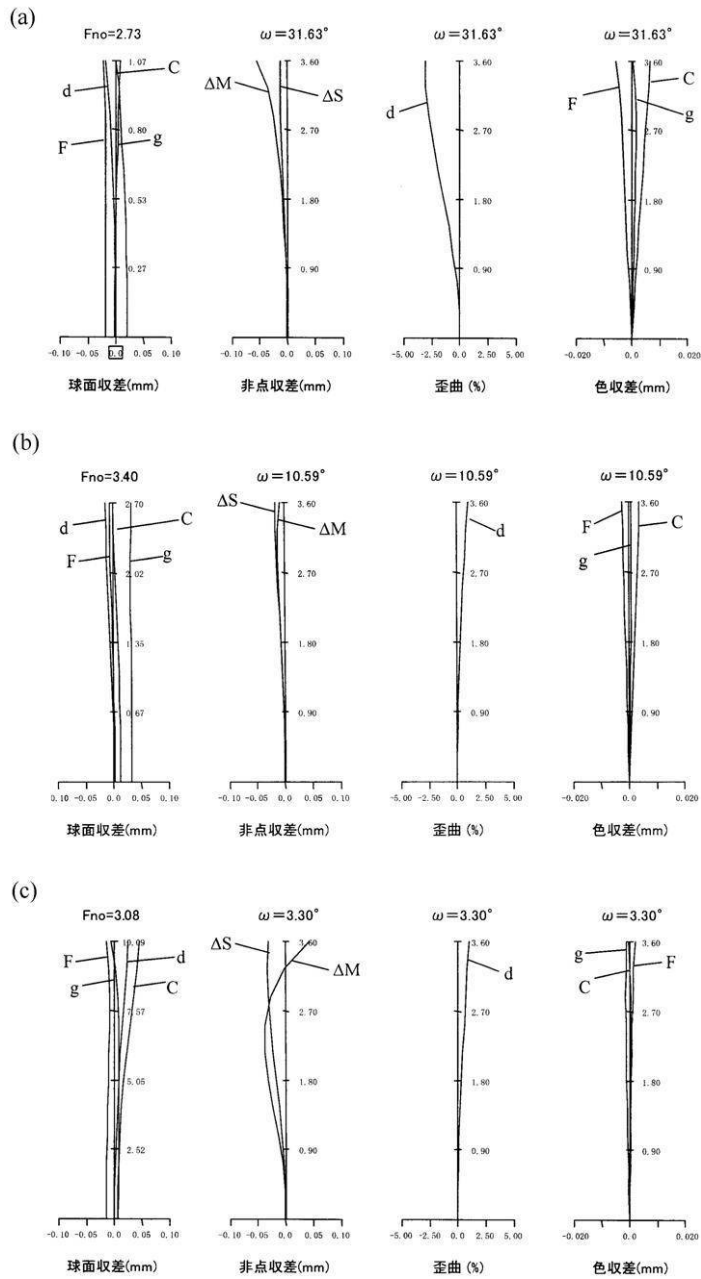 (a)
Fno=2.73 ω=31.63° ω=31.63° ω=31.63°
1.07 3.60 3.60 3.60
C d ΔM ΔS d F C g
0.80 2.70 2.70 2.70
F g
0.53 1.80 1.80 1.80
0.27 0.90 0.90 0.90
-0.10 -0.05 0.0 0.05 0.10 -0.10 -0.05 0.0 0.05 0.10 -5.00 -2.50 0.0 2.50 5.00 -0.020 0.0 0.020
球面収差(mm) 非点収差(mm) 歪曲(%) 色収差(mm)
(b)
Fno=3.40 ω=10.59° ω=10.59° ω=10.59°
2.70 3.60 3.60 3.60
d C ΔS ΔM d F C
F g g
2.02 2.70 2.70 2.70
1.35 1.80 1.80 1.80
0.67 0.90 0.90 0.90
0.10 -0.05 0.0 0.05 0.10 0.10 -0.05 0.0 0.05 0.10 -5.00 -2.50 0.0 2.50 5.00 -0.020 0.0 0.020
球面収差(mm) 非点収差(mm) 歪曲(%) 色収差(mm)
(c)
Fno=3.08 ω=3.30° ω=3.30° ω=3.30°
10.09 3.60 3.60 3.60
F d ΔS ΔM d g F
g C C
7.57 2.70 2.70 2.70
5.05 1.80 1.80 1.80
2.52 0.90 0.90 0.90
0.10 -0.05 0.0 0.05 0.10 0.10 -0.05 0.0 0.05 0.10 -5.00 -2.50 0.0 2.50 5.00 -0.020 0.0 0.020
球面収差(mm) 非点収差(mm) 歪曲(%) 色収差(mm)